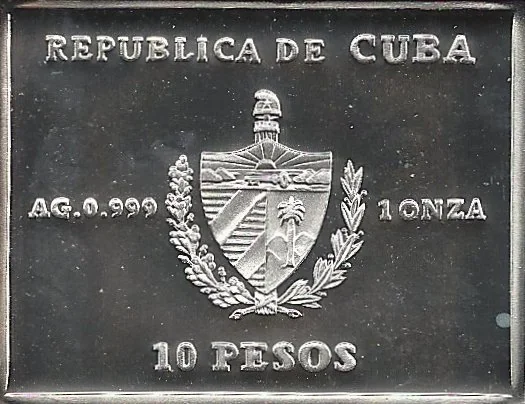 REPUBLICA DE CUBA
AG.0.999
1 ONZA
10 PESOS